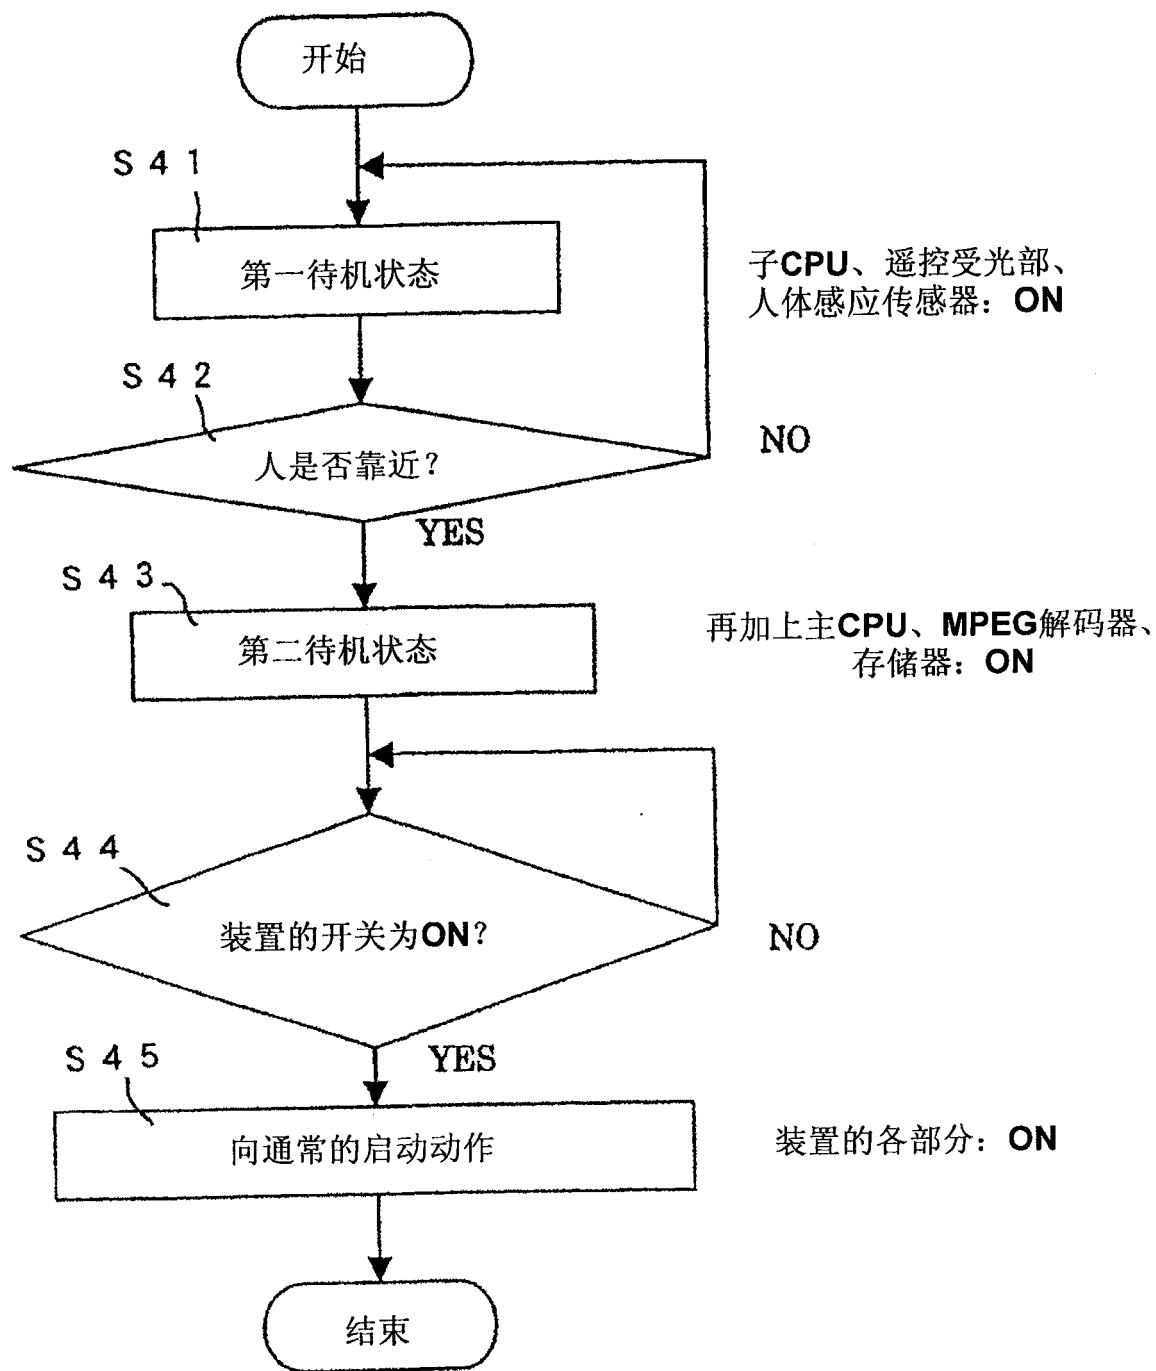 开始
S41
第一待机状态
子CPU、遥控受光部、
人体感应传感器：ON
S42
人是否靠近？
NO
YES
S43
第二待机状态
再加上主CPU、MPEG解码器、
存储器：ON
S44
装置的开关为ON？
NO
YES
S45
向通常的启动动作
装置的各部分：ON
结束